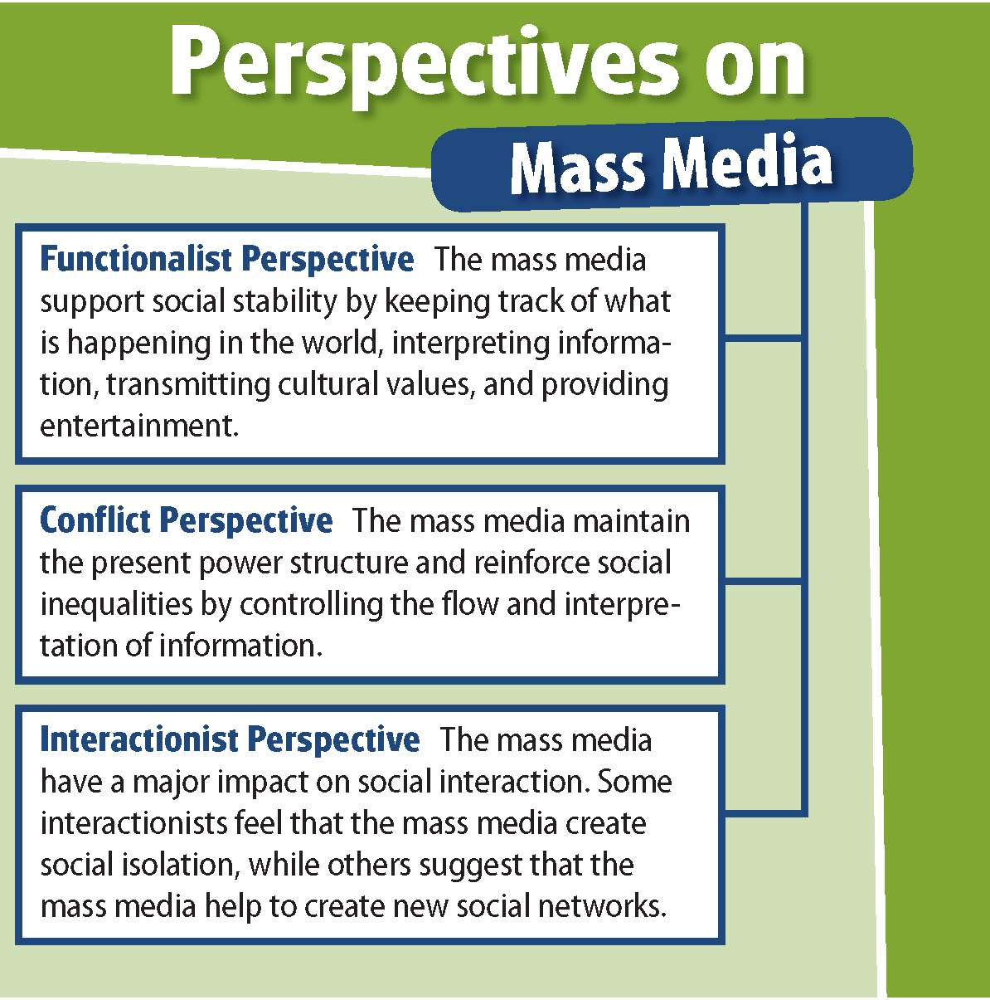 Perspectives on
Mass Media
Functionalist Perspective The mass media
support social stability by keeping track of what
is happening in the world, interpreting informa-
tion, transmitting cultural values, and providing
entertainment.
Conflict Perspective The mass media maintain
the present power structure and reinforce social
inequalities by controlling the flow and interpre-
tation of information.
Interactionist Perspective The mass media
have a major impact on social interaction. Some
interactionists feel that the mass media create
social isolation, while others suggest that the
mass media help to create new social networks.